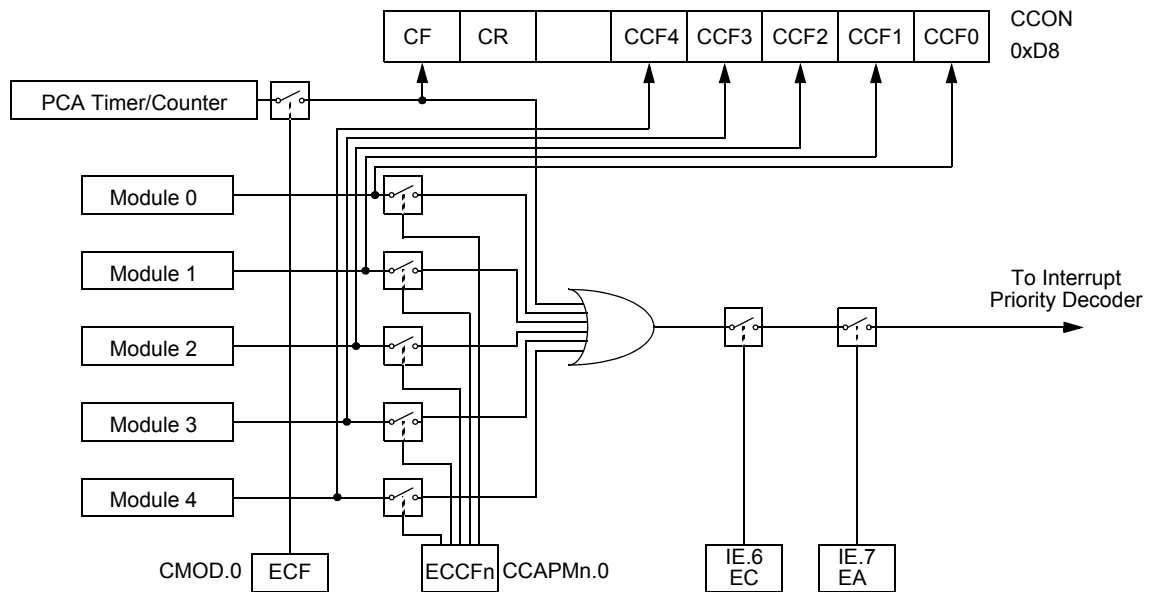 CF CR CCF4 CCF3 CCF2 CCF1 CCF0
CCON
0xD8
PCA Timer/Counter
Module 0
Module 1
Module 2
Module 3
Module 4
To Interrupt
Priority Decoder
CMOD.0 ECF
ECCFn CCAPMn.0
IE.6
EC
IE.7
EA